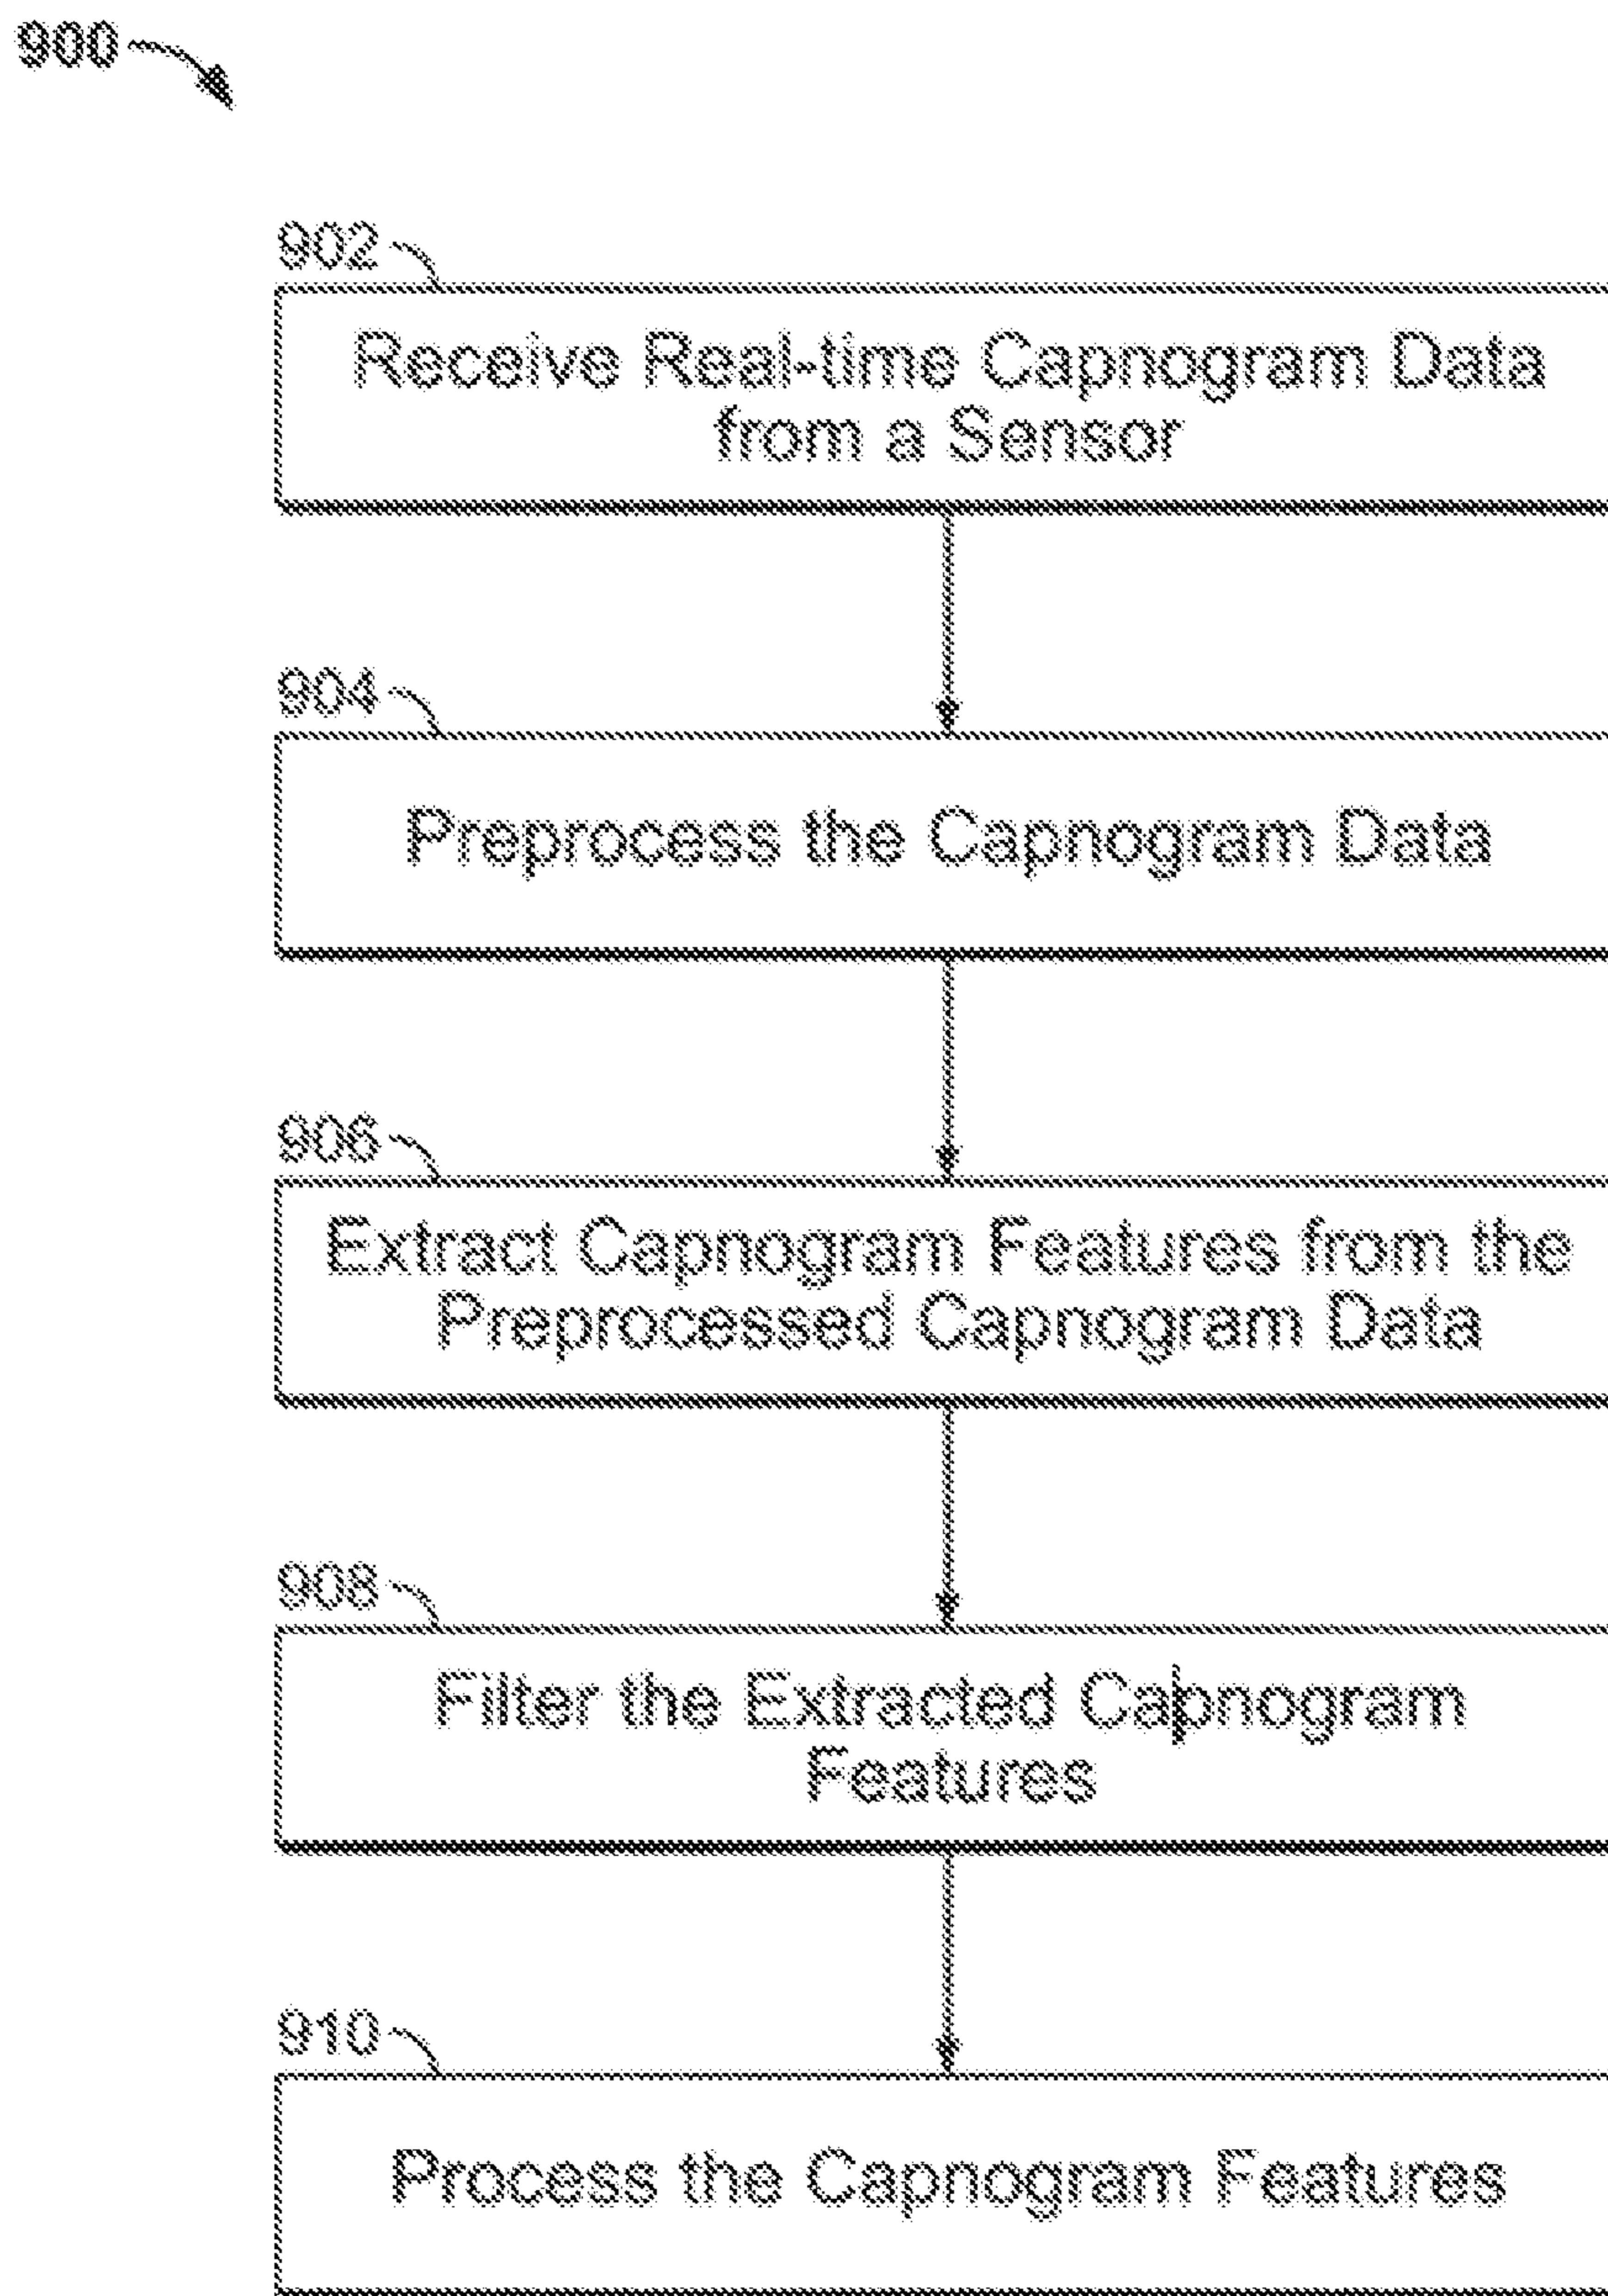 900
902
Receive Real-time Capnogram Data
from a Sensor
904
Preprocess the Capnogram Data
906
Extract Capnogram Features from the
Preprocessed Capnogram Data
908
Filter the Extracted Capnogram
Features
910
Process the Capnogram Features